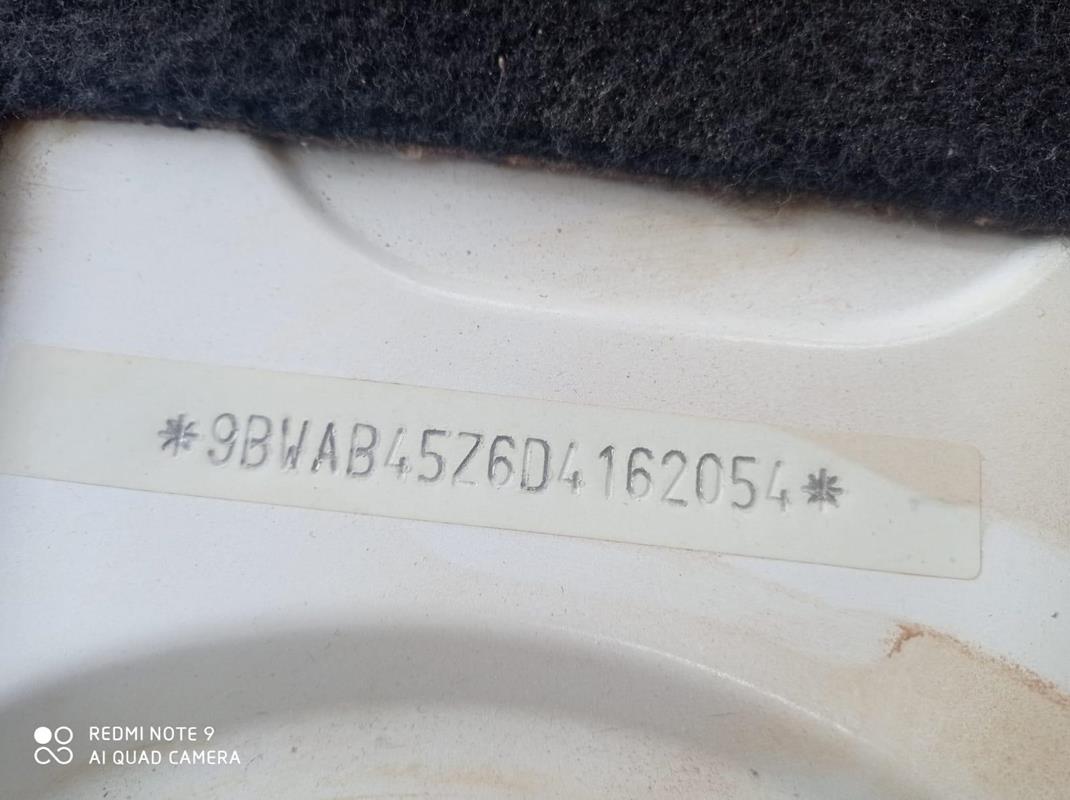 *9BWAB45Z6D4162054*
REDMI NOTE 9
AI QUAD CAMERA